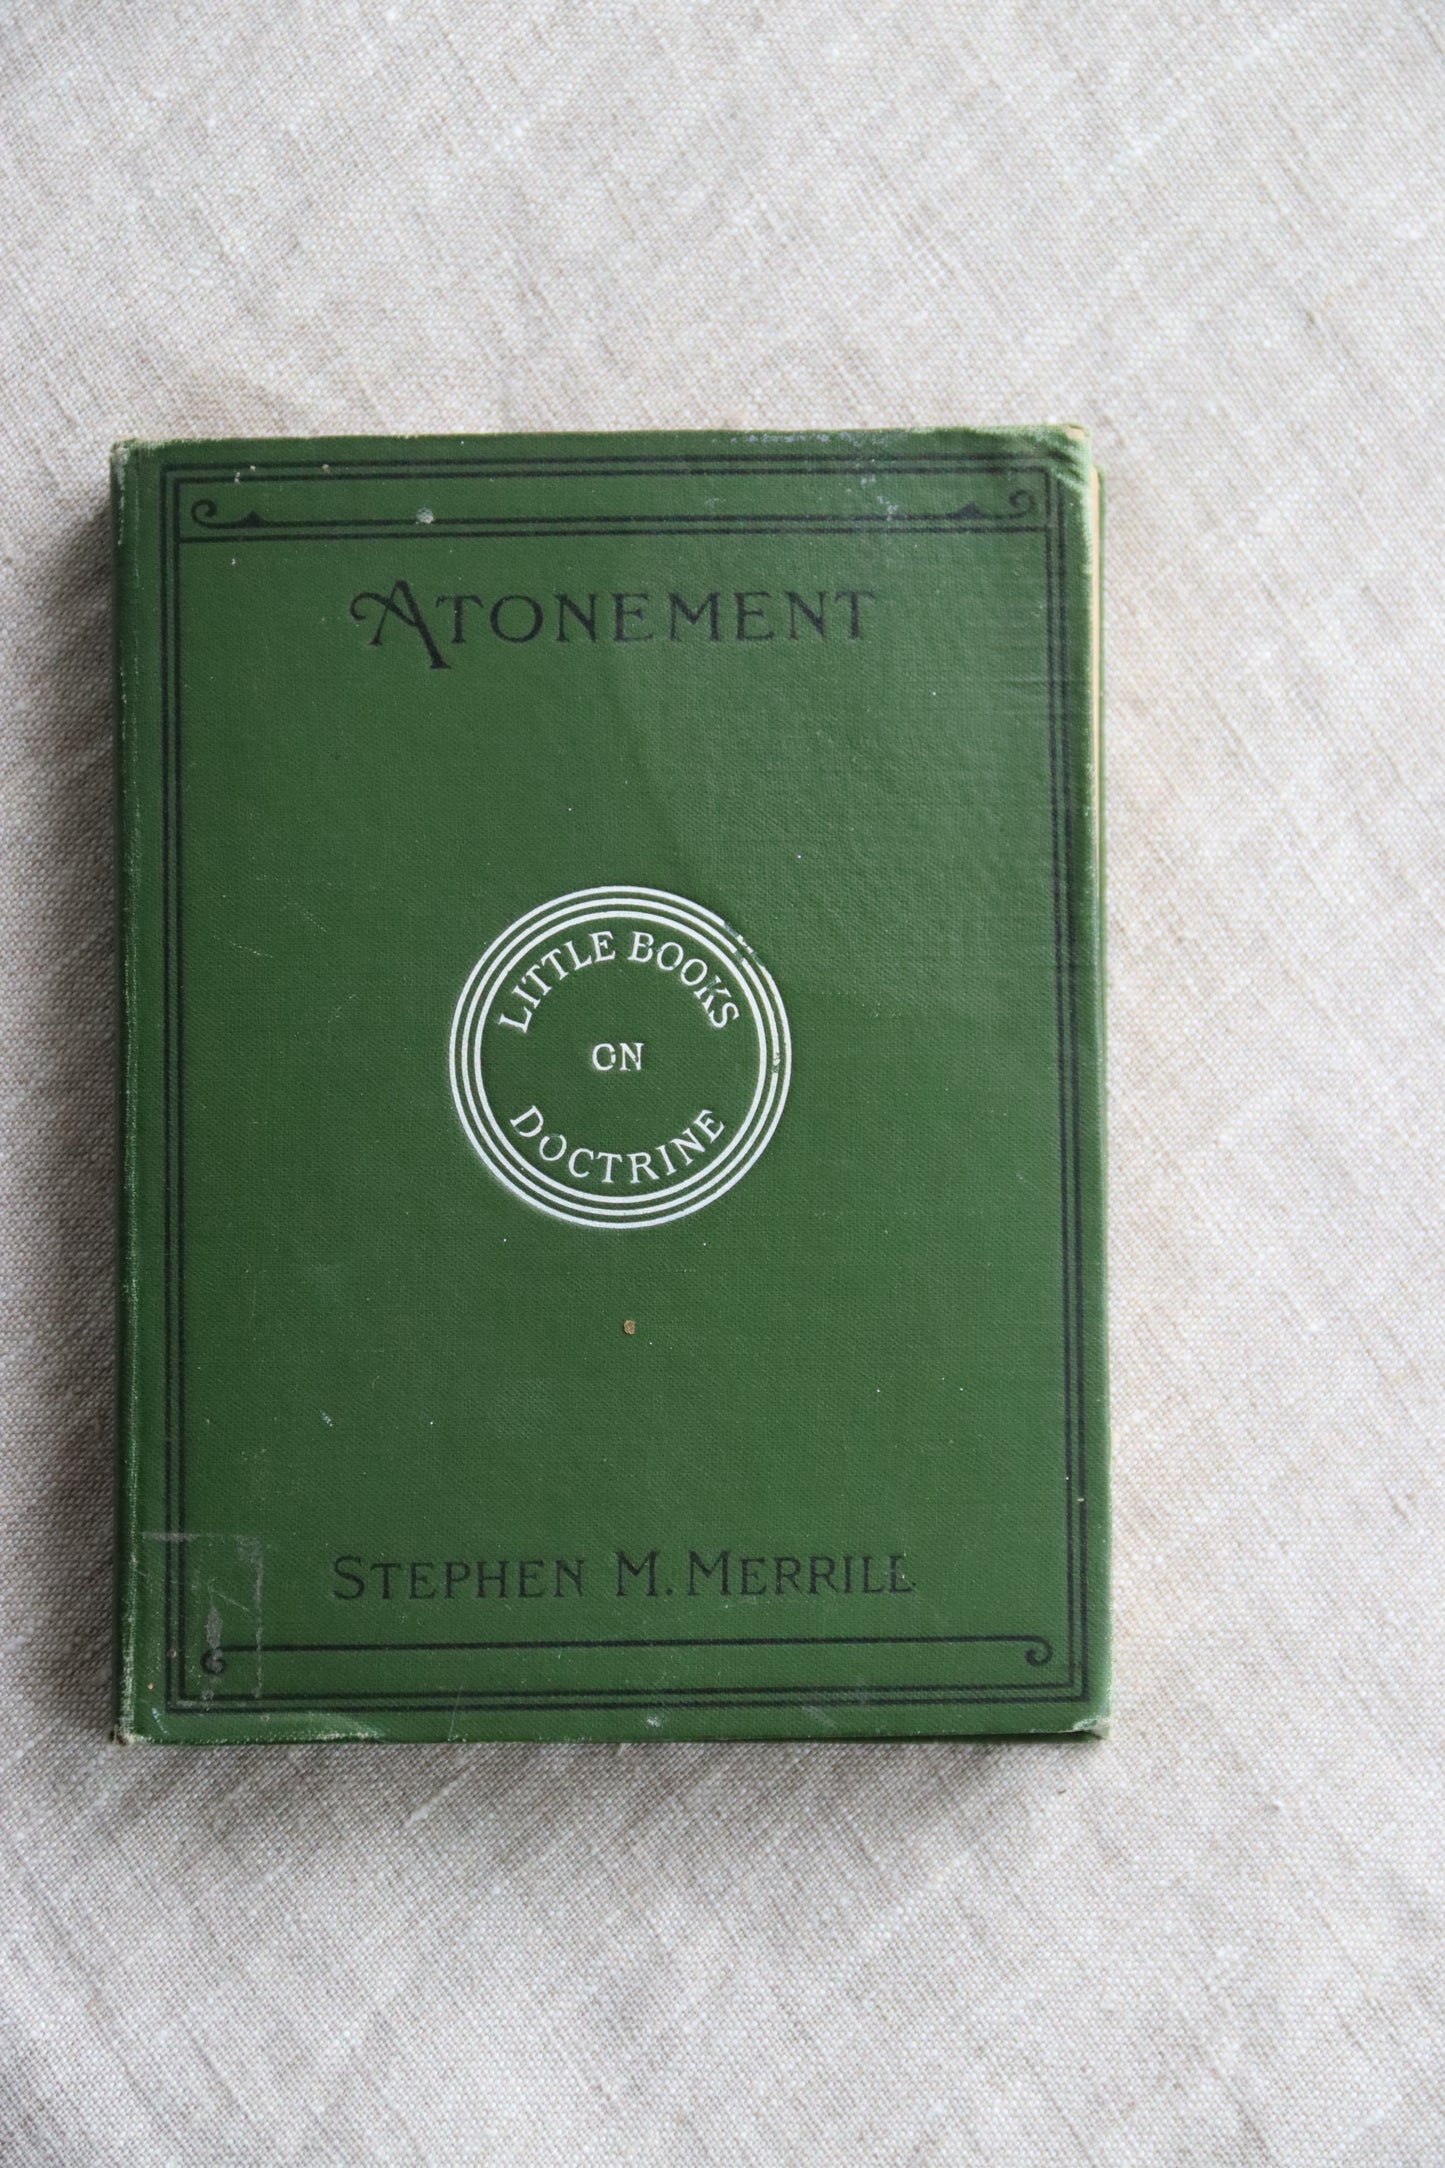 ATONEMENT
LITTLE BOOKS
ON
DOCTRINE
STEPHEN M. MERRILL